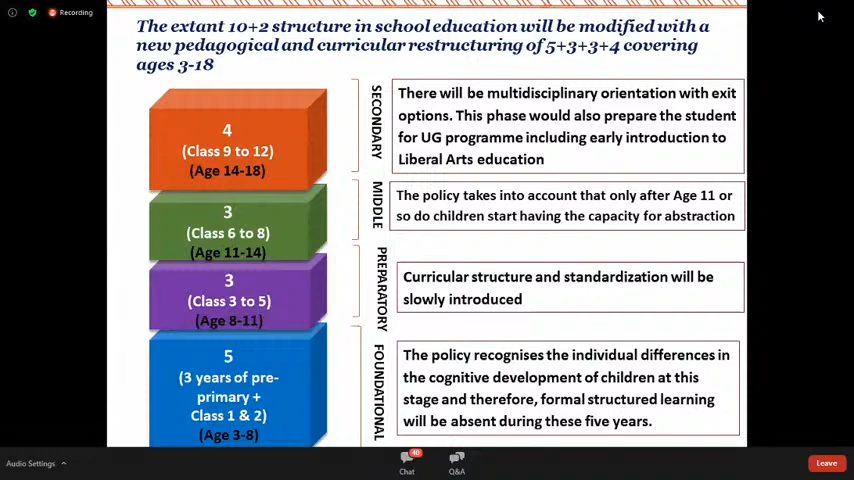 Recording
The extant 10+2 structure in school education will be modified with a
new pedagogical and curricular restructuring of 5+3+3+4 covering
ages 3-18
4
(Class 9 to 12)
(Age 14-18)
SECONDARY
There will be multidisciplinary orientation with exit
options. This phase would also prepare the student
for UG programme including early introduction to
Liberal Arts education
3
(Class 6 to 8)
(Age 11-14)
MIDDLE
The policy takes into account that only after Age 11 or
so do children start having the capacity for abstraction
3
(Class 3 to 5)
(Age 8-11)
PREPARATORY
Curricular structure and standardization will be
slowly introduced
5
(3 years of pre-
primary +
Class 1 & 2)
(Age 3-8)
FOUNDATIONAL
The policy recognises the individual differences in
the cognitive development of children at this
stage and therefore, formal structured learning
will be absent during these five years.
Audio Settings
40
Chat
Q&A
Leave